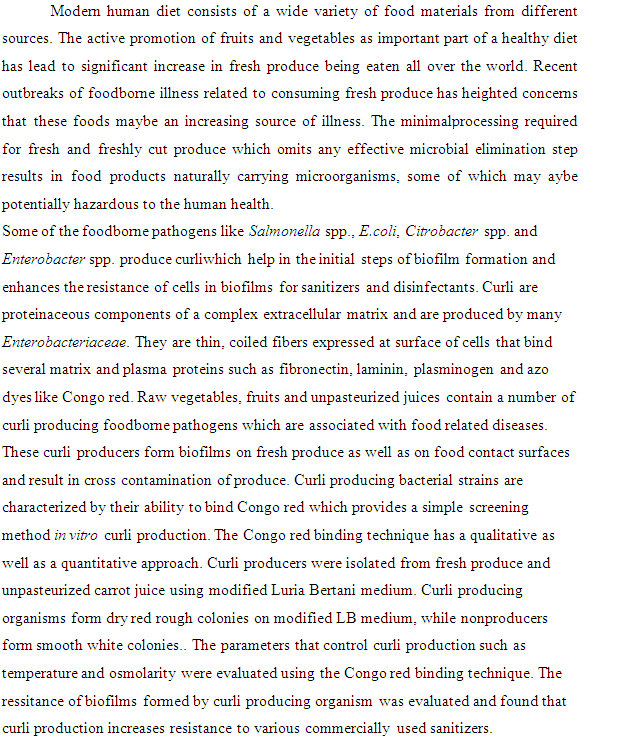 Modern human diet consists of a wide variety of food materials from different
sources. The active promotion of fruits and vegetables as important part of a healthy diet
has lead to significant increase in fresh produce being eaten all over the world. Recent
outbreaks of foodborne illness related to consuming fresh produce has heighted concerns
that these foods maybe an increasing source of illness. The minimalprocessing required
for fresh and freshly cut produce which omits any effective microbial elimination step
results in food products naturally carrying microorganisms, some of which may aybe
potentially hazardous to the human health.
Some of the foodborne pathogens like Salmonella spp., E.coli, Citrobacter spp. and
Enterobacter spp. produce curliwhich help in the initial steps of biofilm formation and
enhances the resistance of cells in biofilms for sanitizers and disinfectants. Curli are
proteinaceous components of a complex extracellular matrix and are produced by many
Enterobacteriaceae. They are thin, coiled fibers expressed at surface of cells that bind
several matrix and plasma proteins such as fibronectin, laminin, plasminogen and azo
dyes like Congo red. Raw vegetables, fruits and unpasteurized juices contain a number of
curli producing foodborne pathogens which are associated with food related diseases.
These curli producers form biofilms on fresh produce as well as on food contact surfaces
and result in cross contamination of produce. Curli producing bacterial strains are
characterized by their ability to bind Congo red which provides a simple screening
method in vitro curli production. The Congo red binding technique has a qualitative as
well as a quantitative approach. Curli producers were isolated from fresh produce and
unpasteurized carrot juice using modified Luria Bertani medium. Curli producing
organisms form dry red rough colonies on modified LB medium, while nonproducers
form smooth white colonies.. The parameters that control curli production such as
temperature and osmolarity were evaluated using the Congo red binding technique. The
ressitance of biofilms formed by curli producing organism was evaluated and found that
curli production increases resistance to various commercially used sanitizers.